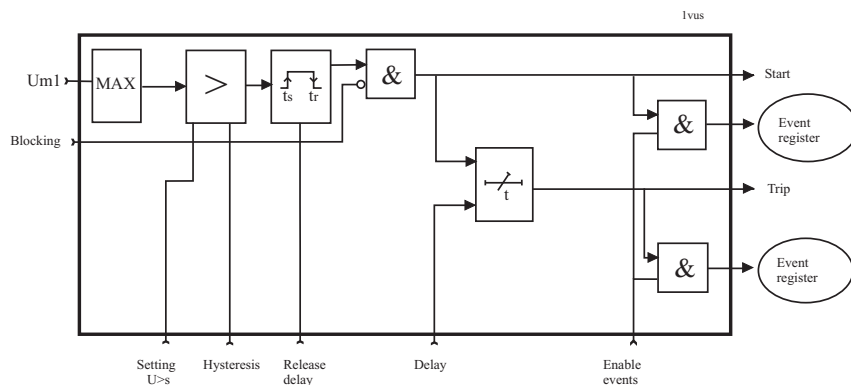 1vus
Um1
MAX
>
ts
tr
&
Start
Event
register
&
Blocking
t
Trip
Event
register
&
Setting
U>s
Hysteresis
Release
delay
Delay
Enable
events